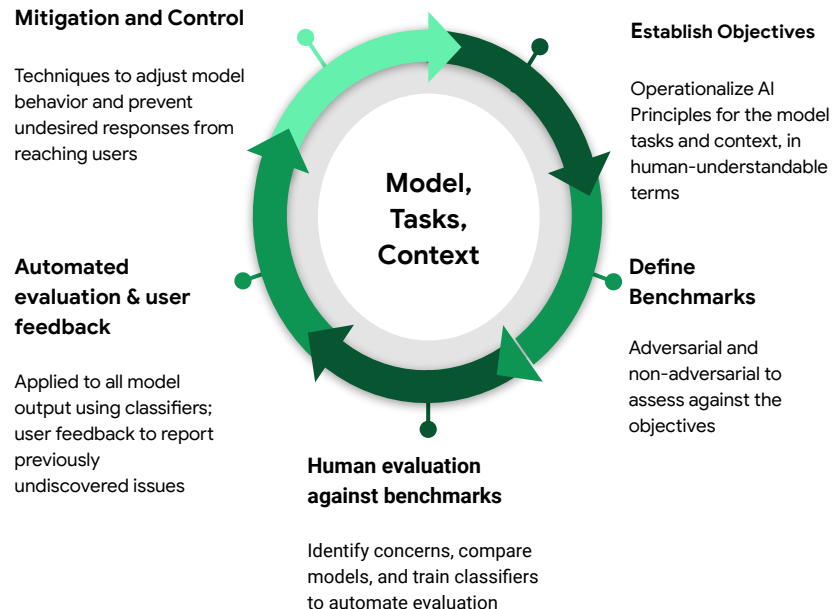 Mitigation and Control
Techniques to adjust model
behavior and prevent
undesired responses from
reaching users
Establish Objectives
Operationalize AI
Principles for the model
tasks and context, in
human-understandable
terms
Model,
Tasks,
Context
Automated
evaluation & user
feedback
Applied to all model
output using classifiers;
user feedback to report
previously
undiscovered issues
Define
Benchmarks
Adversarial and
non-adversarial to
assess against the
objectives
Human evaluation
against benchmarks
Identify concerns, compare
models, and train classifiers
to automate evaluation